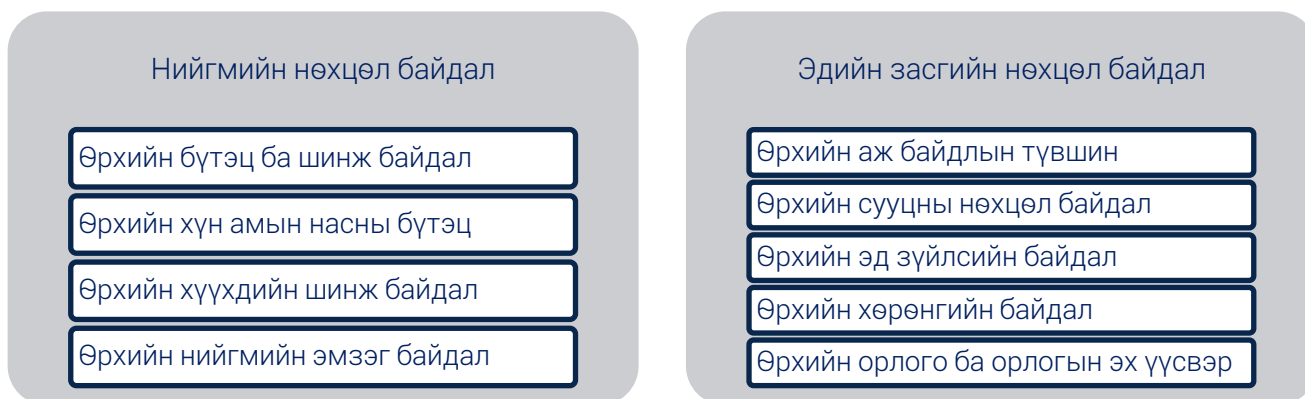 Нийгмийн нөхцөл байдал
Өрхийн бүтэц ба шинж байдал
Өрхийн хүн амын насны бүтэц
Өрхийн хүүхдийн шинж байдал
Өрхийн нийгмийн эмзэг байдал
Эдийн засгийн нөхцөл байдал
Өрхийн аж байдлын түвшин
Өрхийн сууцны нөхцөл байдал
Өрхийн эд зүйлсийн байдал
Өрхийн хөрөнгийн байдал
Өрхийн орлого ба орлогын эх үүсвэр